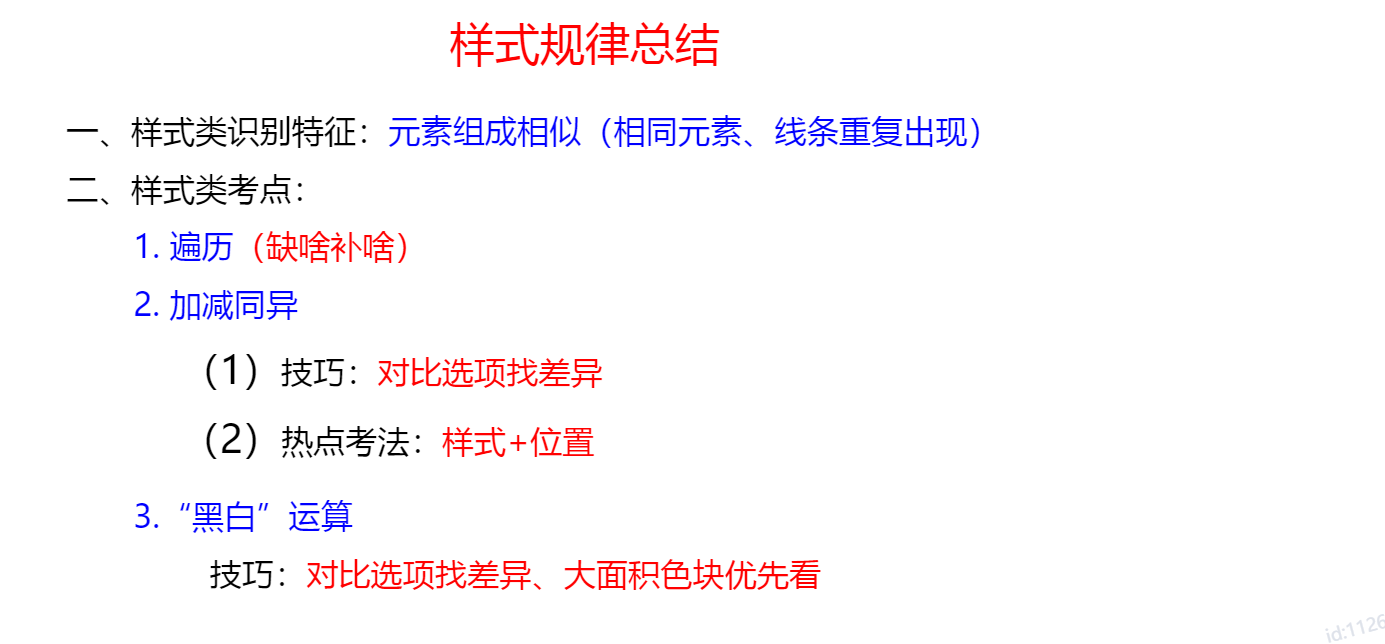 样式规律总结
一、样式类识别特征：元素组成相似（相同元素、线条重复出现）
二、样式类考点：
1. 遍历（缺啥补啥）
2. 加减同异
（1）技巧：对比选项找差异
（2）热点考法：样式+位置
3.“黑白”运算
技巧：对比选项找差异、大面积色块优先看
id:1126